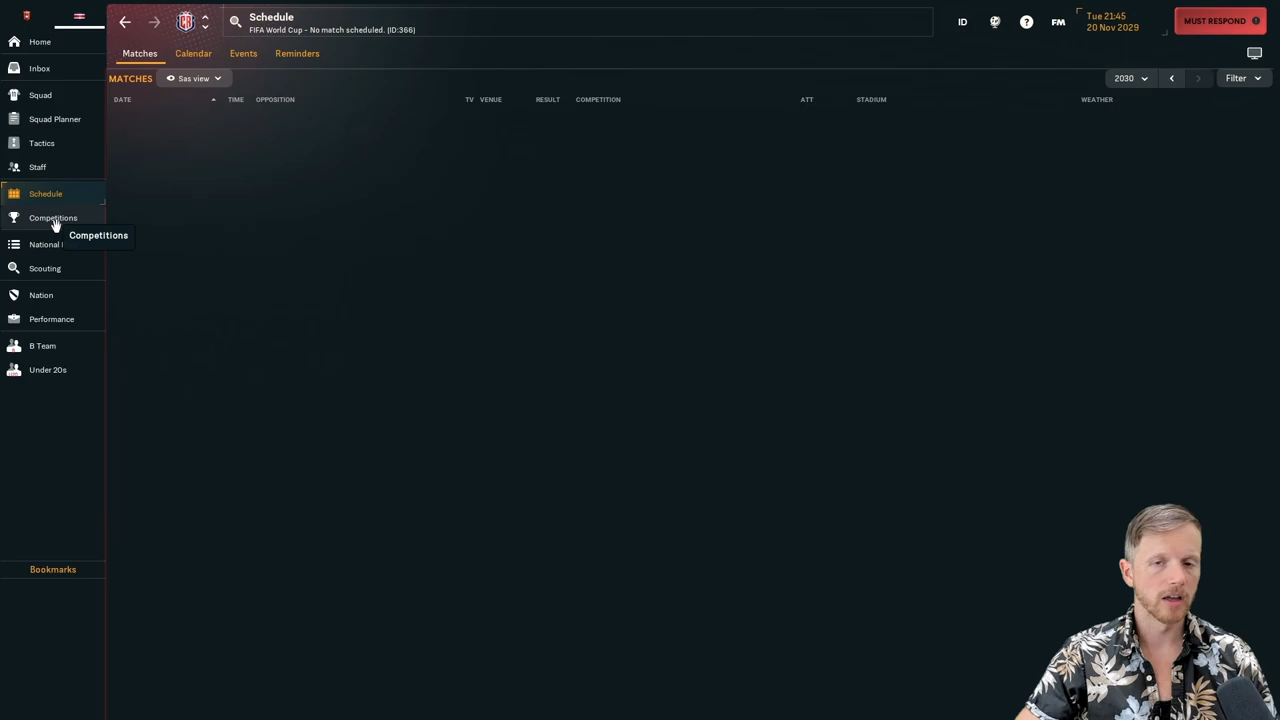 Schedule
FIFA World Cup - No match scheduled. [ID:366]
ID
FM
Tue 21:45
20 Nov 2029
MUST RESPOND
Home
Inbox
Squad
Squad Planner
Tactics
Staff
Schedule
Competitions
National
Scouting
Nation
Performance
B Team
Under 20s
Bookmarks
Competitions
Matches
Calendar
Events
Reminders
MATCHES
Sas view
2030
Filter
DATE
TIME
OPPOSITION
TV
VENUE
RESULT
COMPETITION
ATT
STADIUM
WEATHER